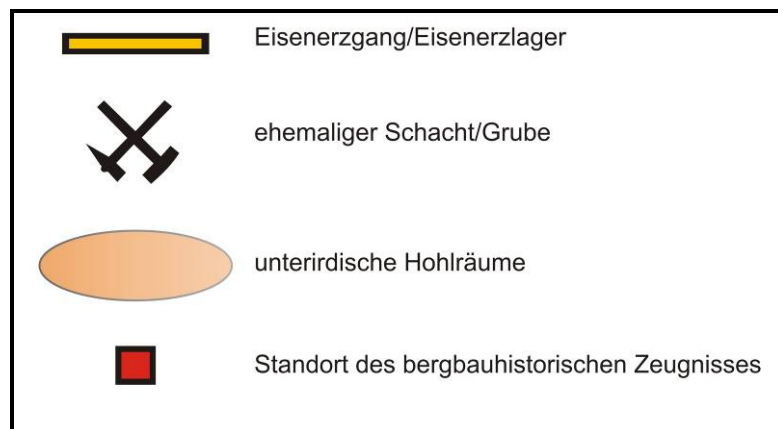 Eisenerzgang/Eisenerzlager
ehemaliger Schacht/Grube
unterirdische Hohlräume
Standort des bergbauhistorischen Zeugnisses